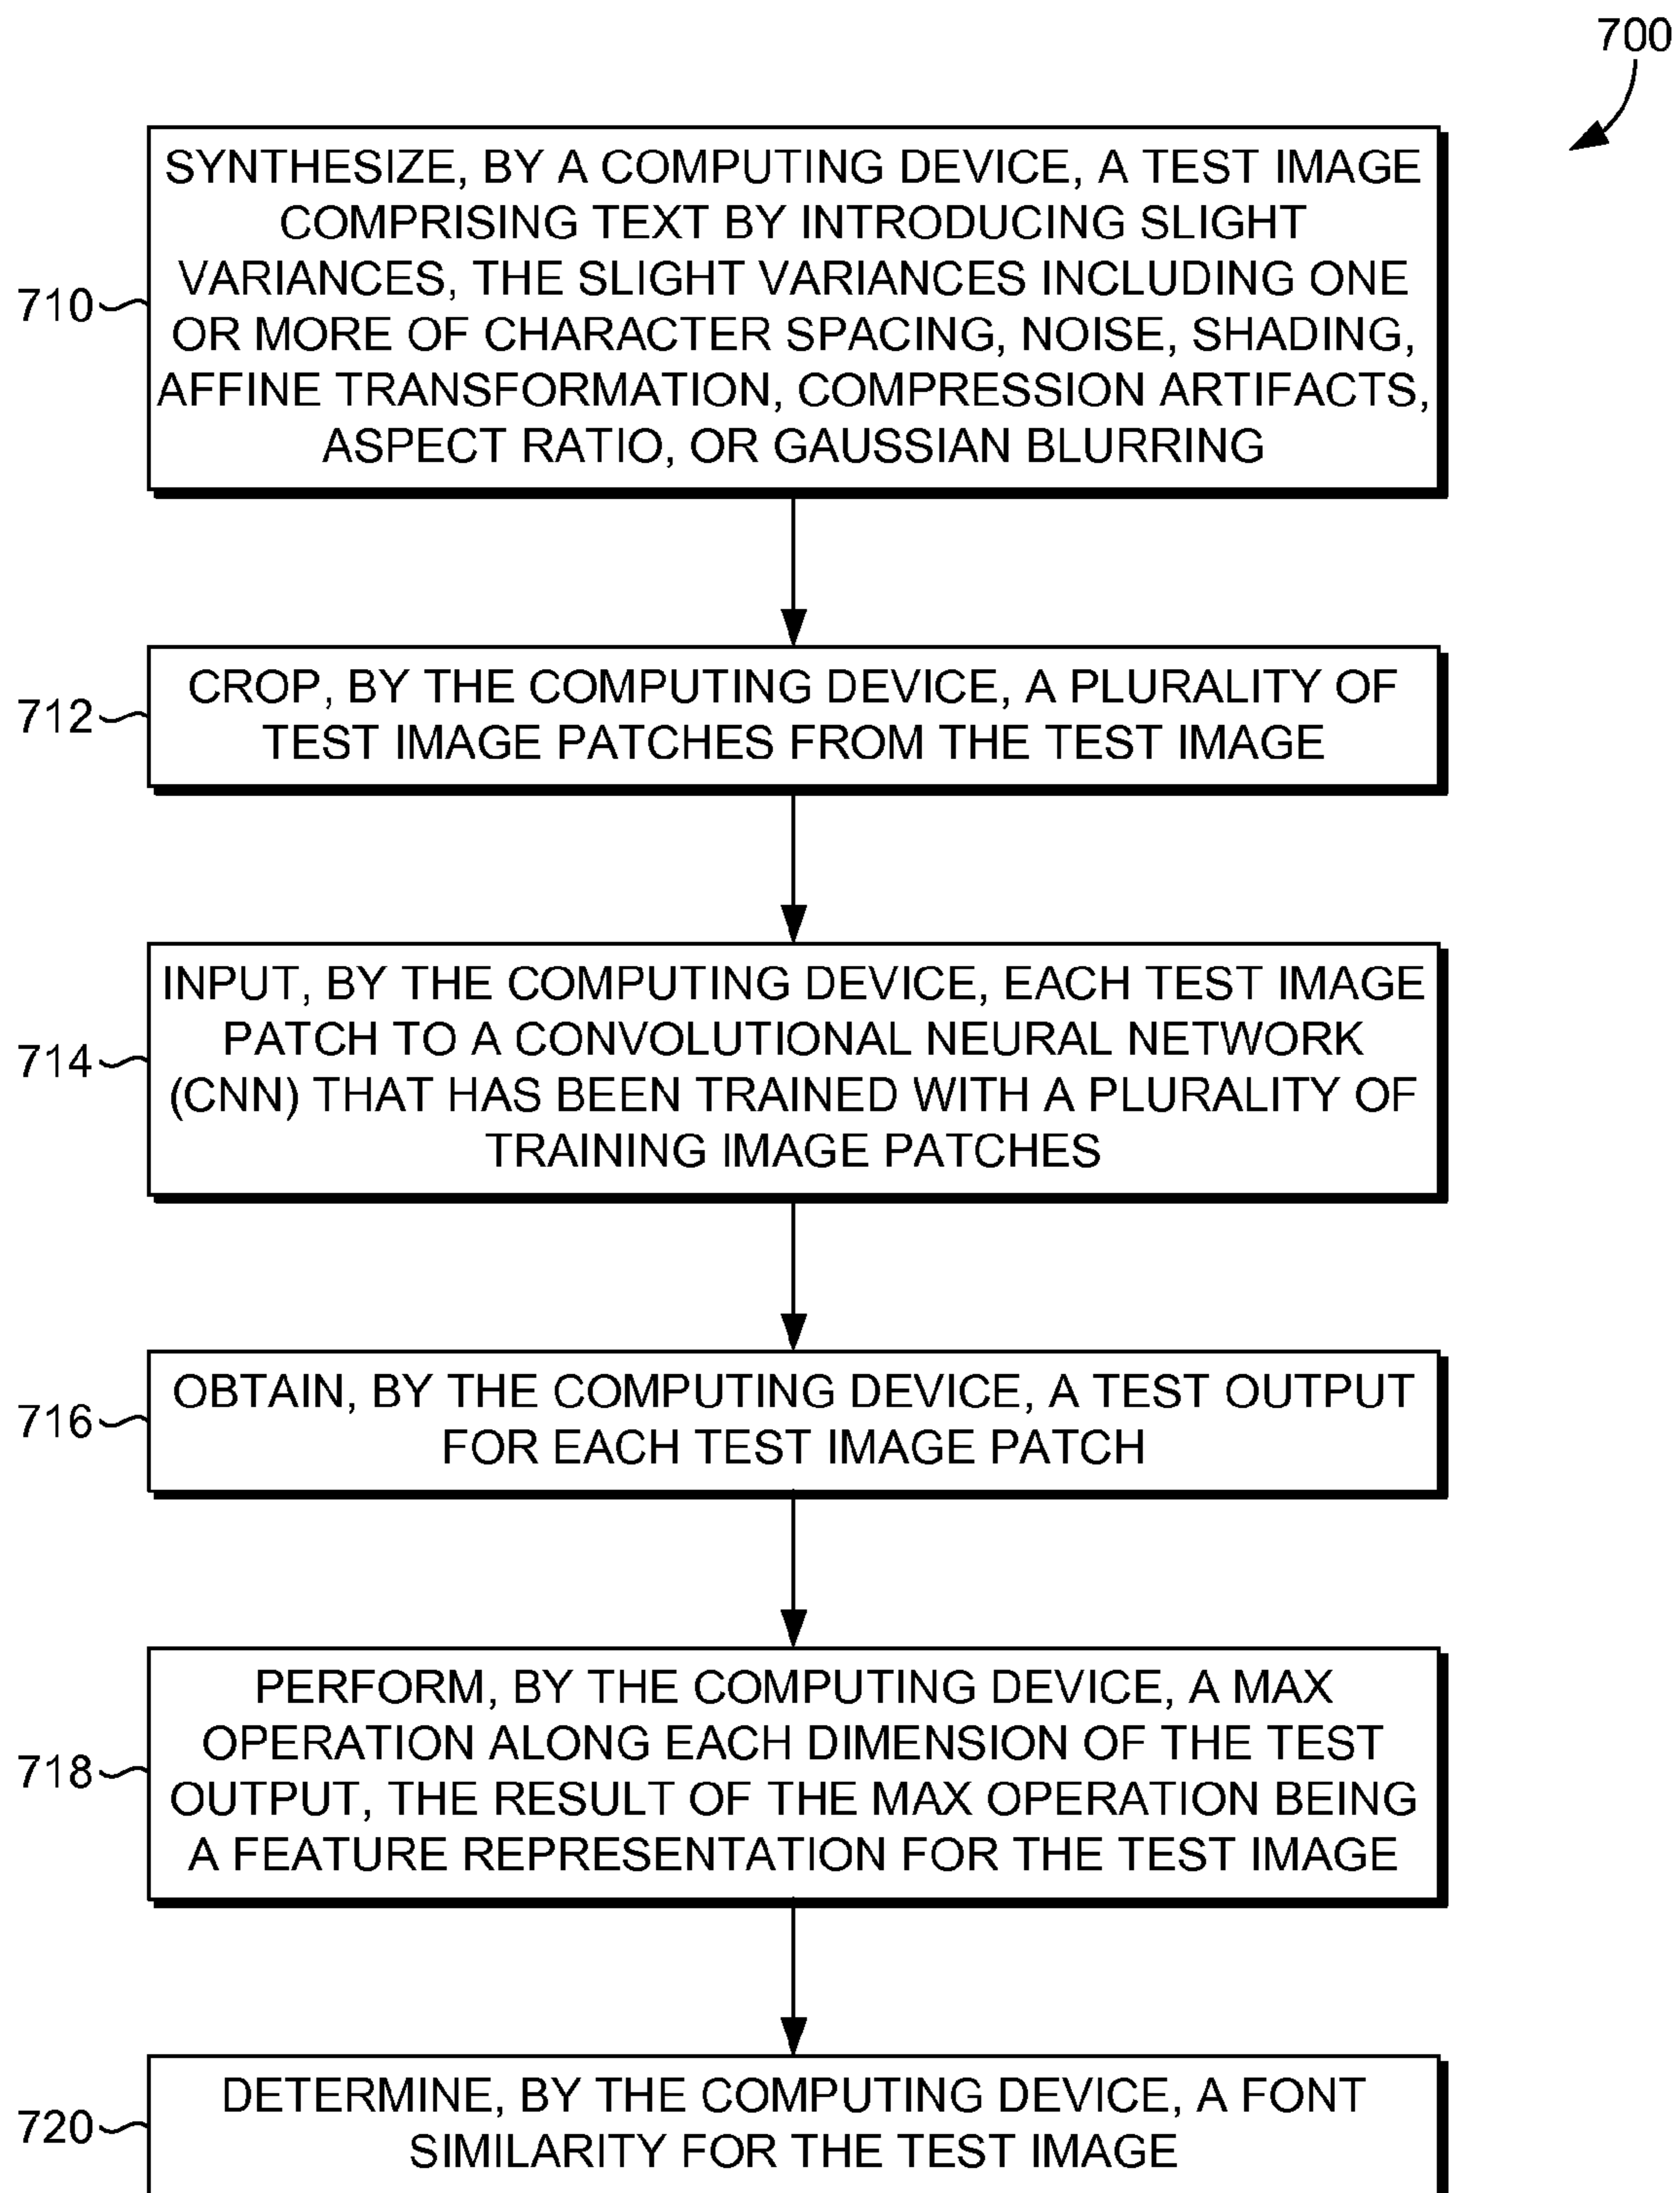 700
SYNTHESIZE, BY A COMPUTING DEVICE, A TEST IMAGE
COMPRISING TEXT BY INTRODUCING SLIGHT
VARIANCES, THE SLIGHT VARIANCES INCLUDING ONE
710
OR MORE OF CHARACTER SPACING, NOISE, SHADING,
AFFINE TRANSFORMATION, COMPRESSION ARTIFACTS,
ASPECT RATIO, OR GAUSSIAN BLURRING
712
CROP, BY THE COMPUTING DEVICE, A PLURALITY OF
TEST IMAGE PATCHES FROM THE TEST IMAGE
714
INPUT, BY THE COMPUTING DEVICE, EACH TEST IMAGE
PATCH TO A CONVOLUTIONAL NEURAL NETWORK
(CNN) THAT HAS BEEN TRAINED WITH A PLURALITY OF
TRAINING IMAGE PATCHES
716
OBTAIN, BY THE COMPUTING DEVICE, A TEST OUTPUT
FOR EACH TEST IMAGE PATCH
718
PERFORM, BY THE COMPUTING DEVICE, A MAX
OPERATION ALONG EACH DIMENSION OF THE TEST
OUTPUT, THE RESULT OF THE MAX OPERATION BEING
A FEATURE REPRESENTATION FOR THE TEST IMAGE
720
DETERMINE, BY THE COMPUTING DEVICE, A FONT
SIMILARITY FOR THE TEST IMAGE